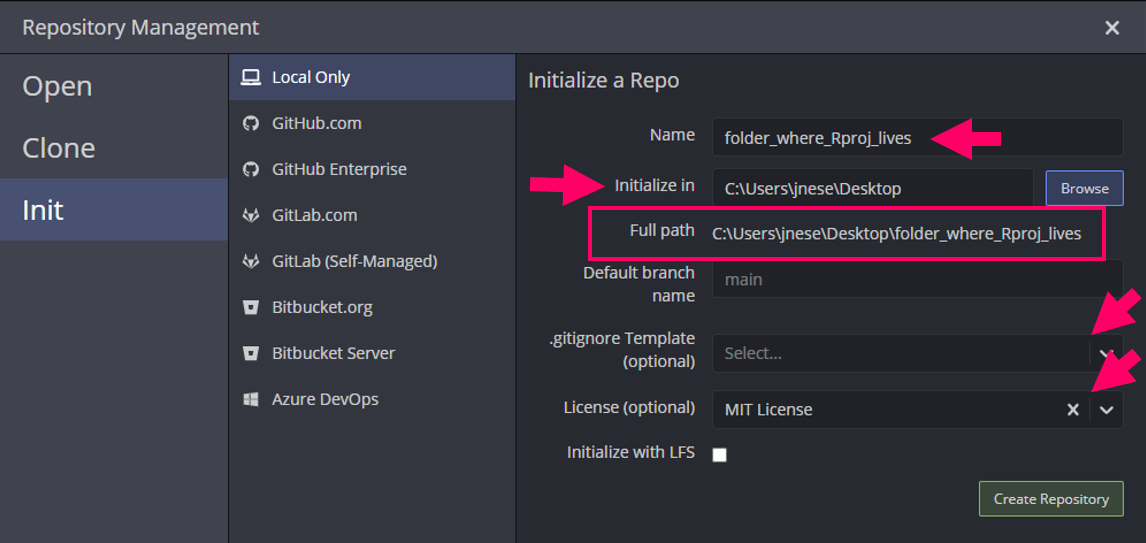 Repository Management
Open
Clone
Init
Local Only
GitHub.com
GitHub Enterprise
GitLab.com
GitLab (Self-Managed)
Bitbucket.org
Bitbucket Server
Azure DevOps
Initialize a Repo
Name folder_where_Rproj_lives
Initialize in C:\Users\jnese\Desktop Browse
Full path C:\Users\jnese\Desktop\folder_where_Rproj_lives
Default branch
name main
.gitignore Template
(optional) Select...
License (optional) MIT License
Initialize with LFS
Create Repository